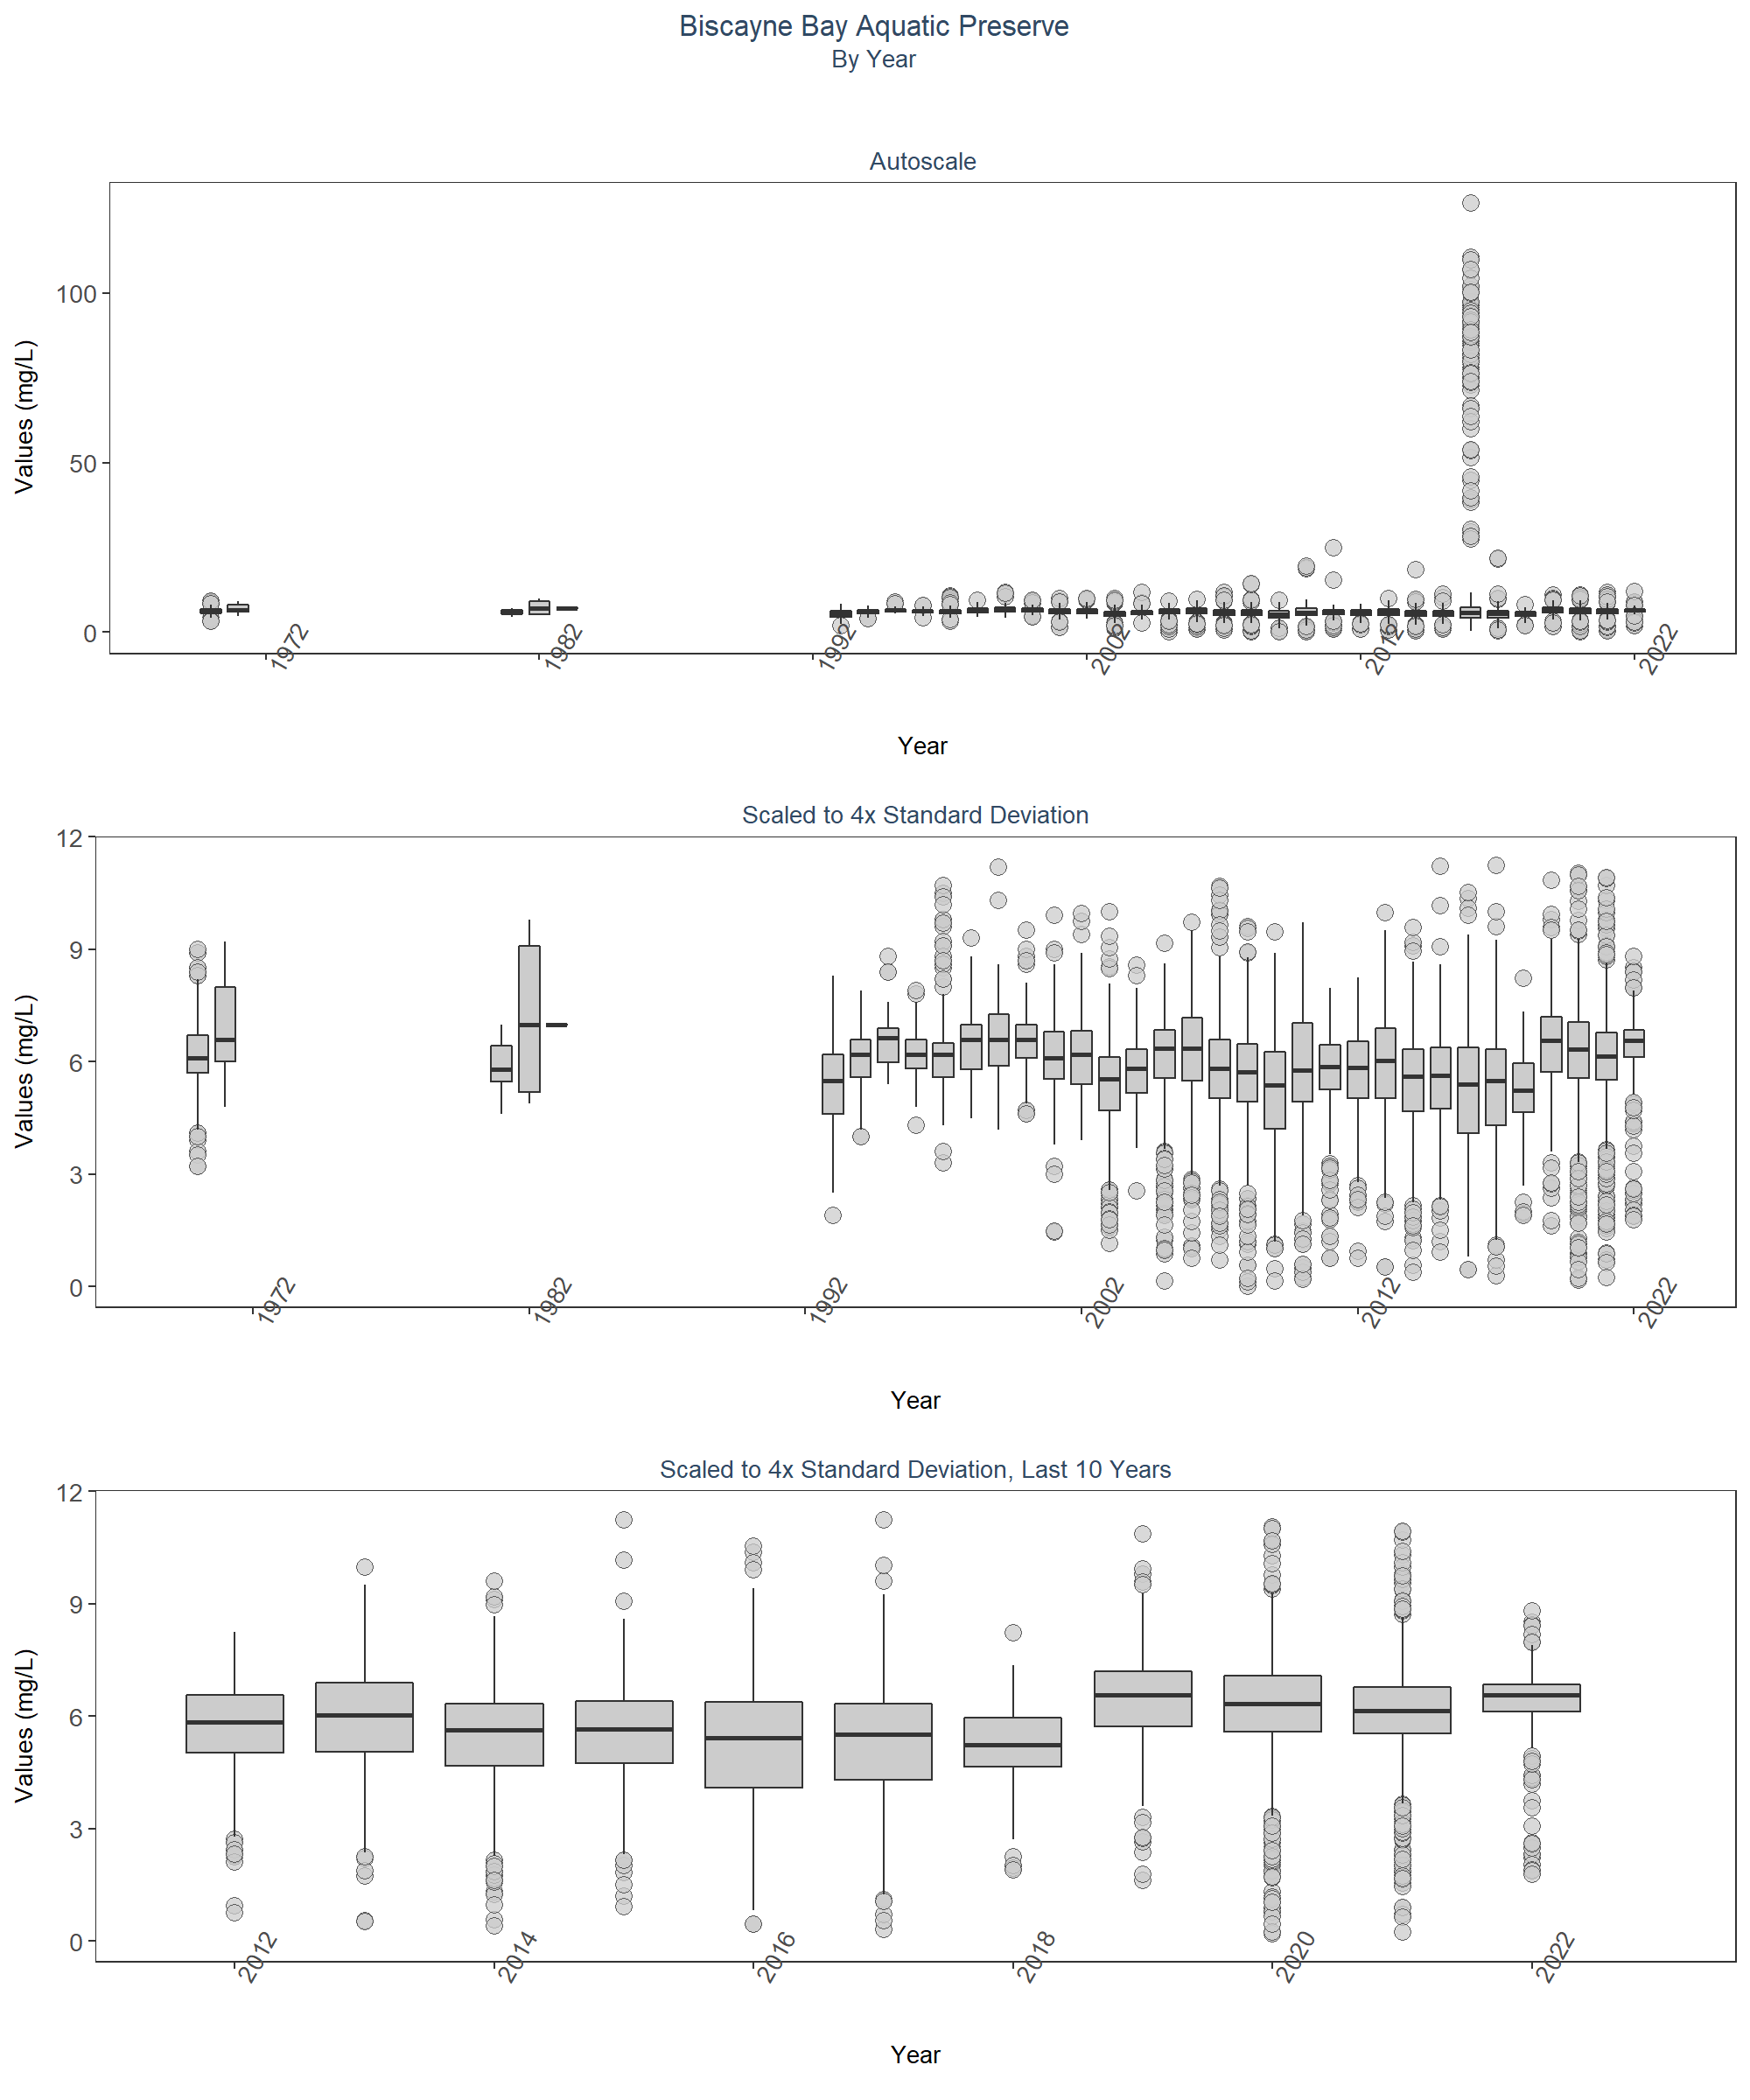 Biscayne Bay Aquatic Preserve
By Year
Autoscale
Values (mg/L)
100
50
0
1972
1982
1992
2002
2012
2022
Year
Scaled to 4x Standard Deviation
Values (mg/L)
12
9
6
3
0
1972
1982
1992
2002
2012
2022
Year
Scaled to 4x Standard Deviation, Last 10 Years
Values (mg/L)
12
9
6
3
0
2012
2014
2016
2018
2020
2022
Year